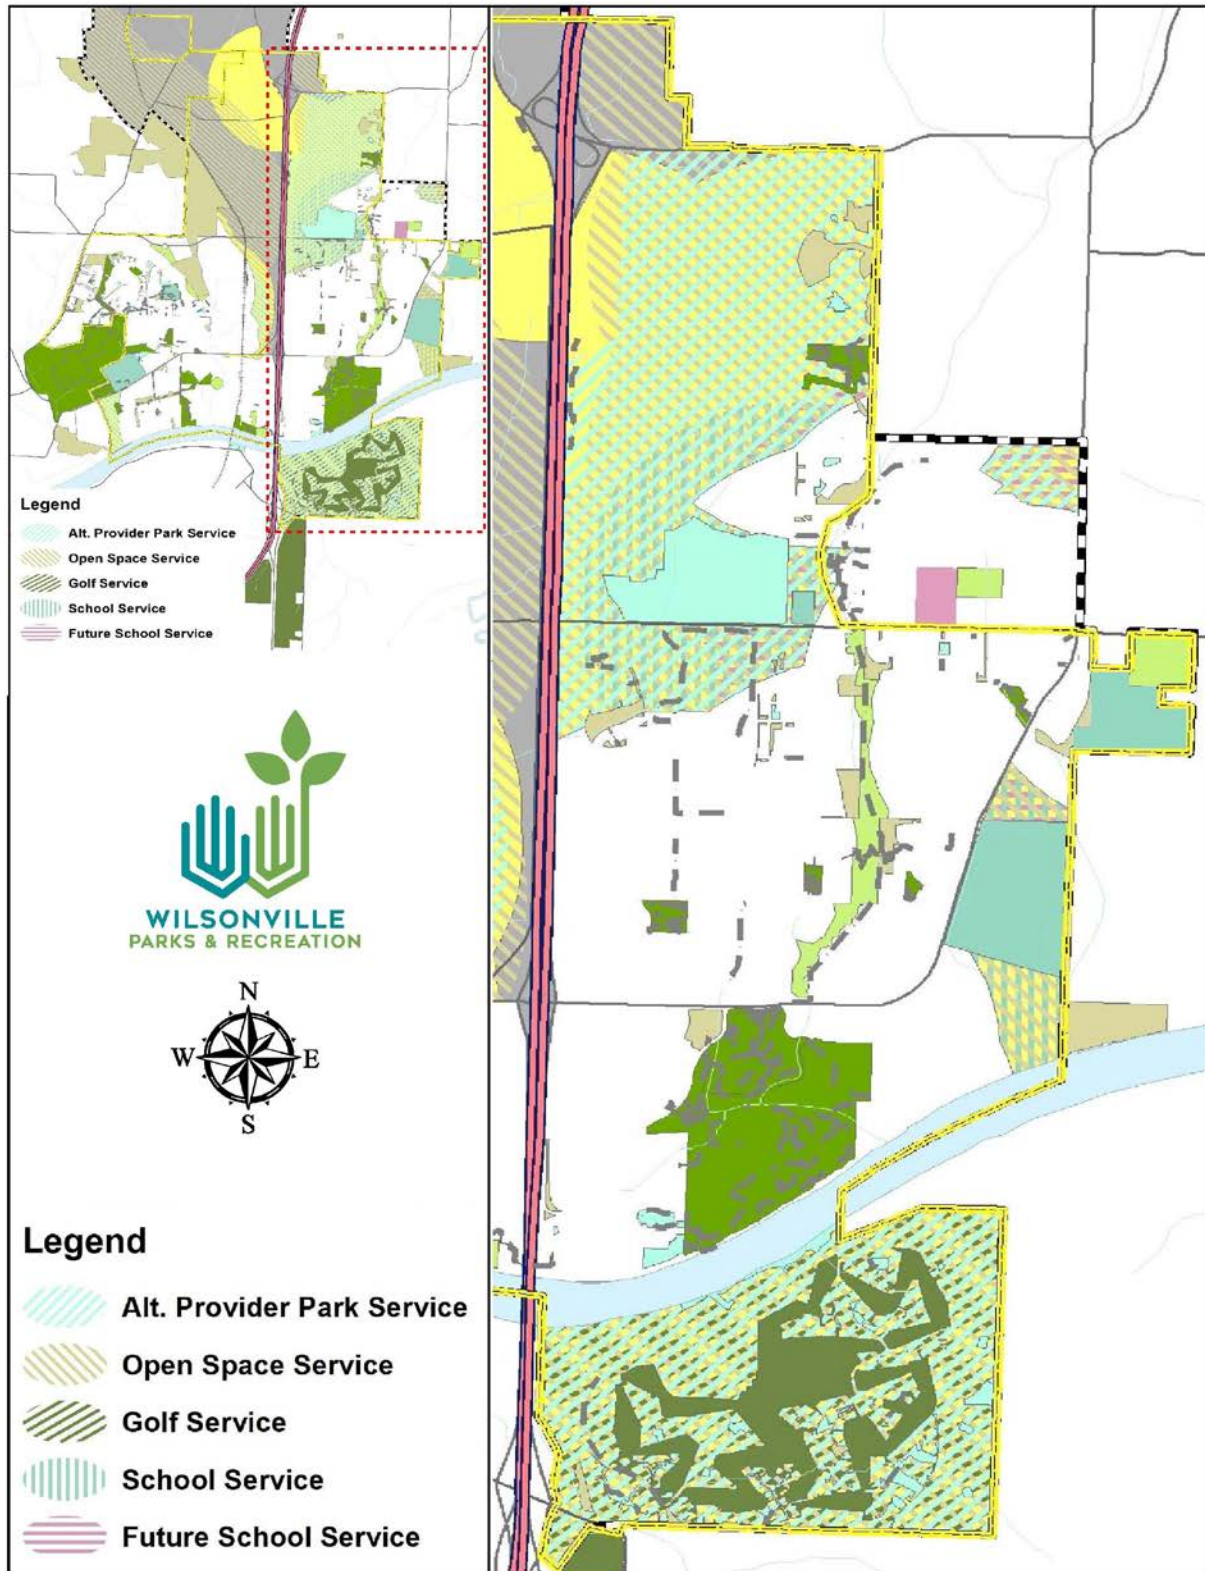 Legend
Alt. Provider Park Service
Open Space Service
Golf Service
School Service
Future School Service
WILSONVILLE
PARKS & RECREATION
N
W E
S
Legend
Alt. Provider Park Service
Open Space Service
Golf Service
School Service
Future School Service